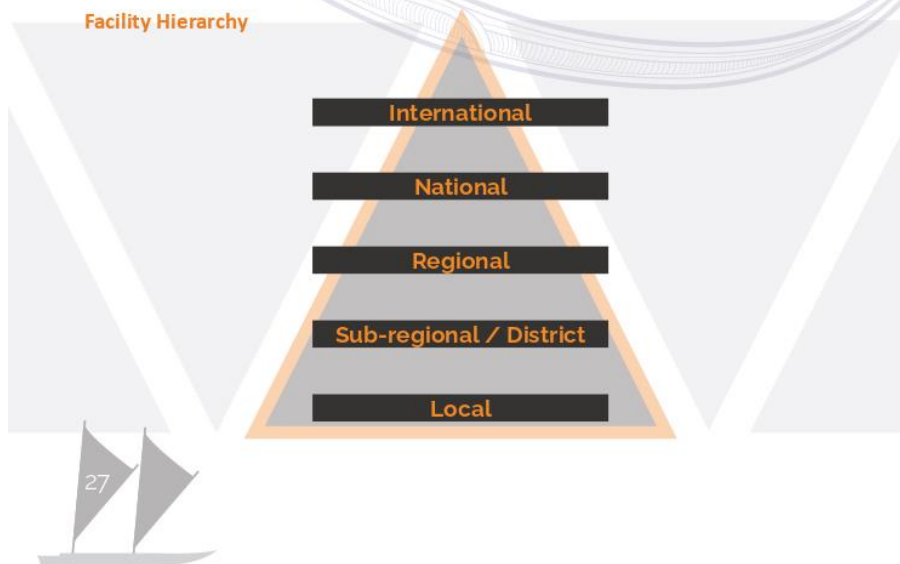 Facility Hierarchy
International
National
Regional
Sub-regional / District
Local
27